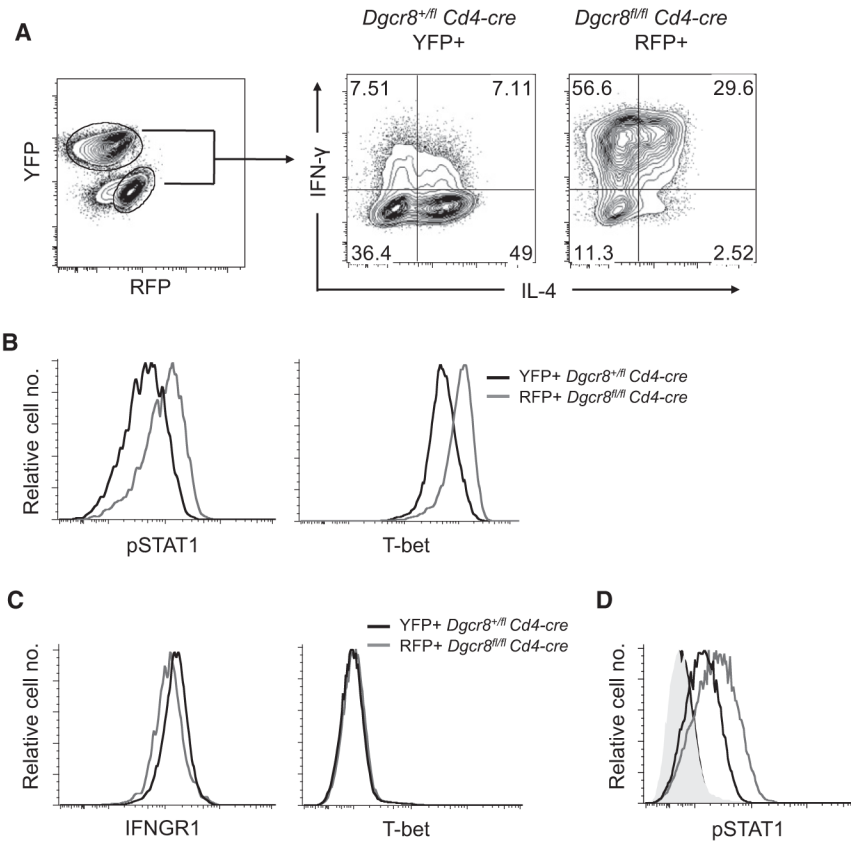 A
Dgcr8+/fl Cd4-cre
YFP+
Dgcr8fl/fl Cd4-cre
RFP+
YFP
RFP
IFN-γ
7.51
7.11
36.4
49
56.6
29.6
11.3
2.52
IL-4
B
Relative cell no.
pSTAT1
T-bet
YFP+ Dgcr8+/fl Cd4-cre
RFP+ Dgcr8fl/fl Cd4-cre
C
D
YFP+ Dgcr8+/fl Cd4-cre
RFP+ Dgcr8fl/fl Cd4-cre
Relative cell no.
IFNGR1
T-bet
Relative cell no.
pSTAT1